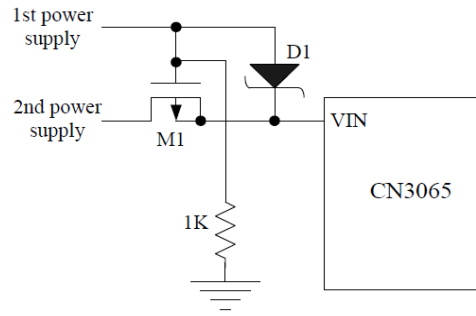 1st power
supply
D1
2nd power
supply
M1
VIN
CN3065
1K